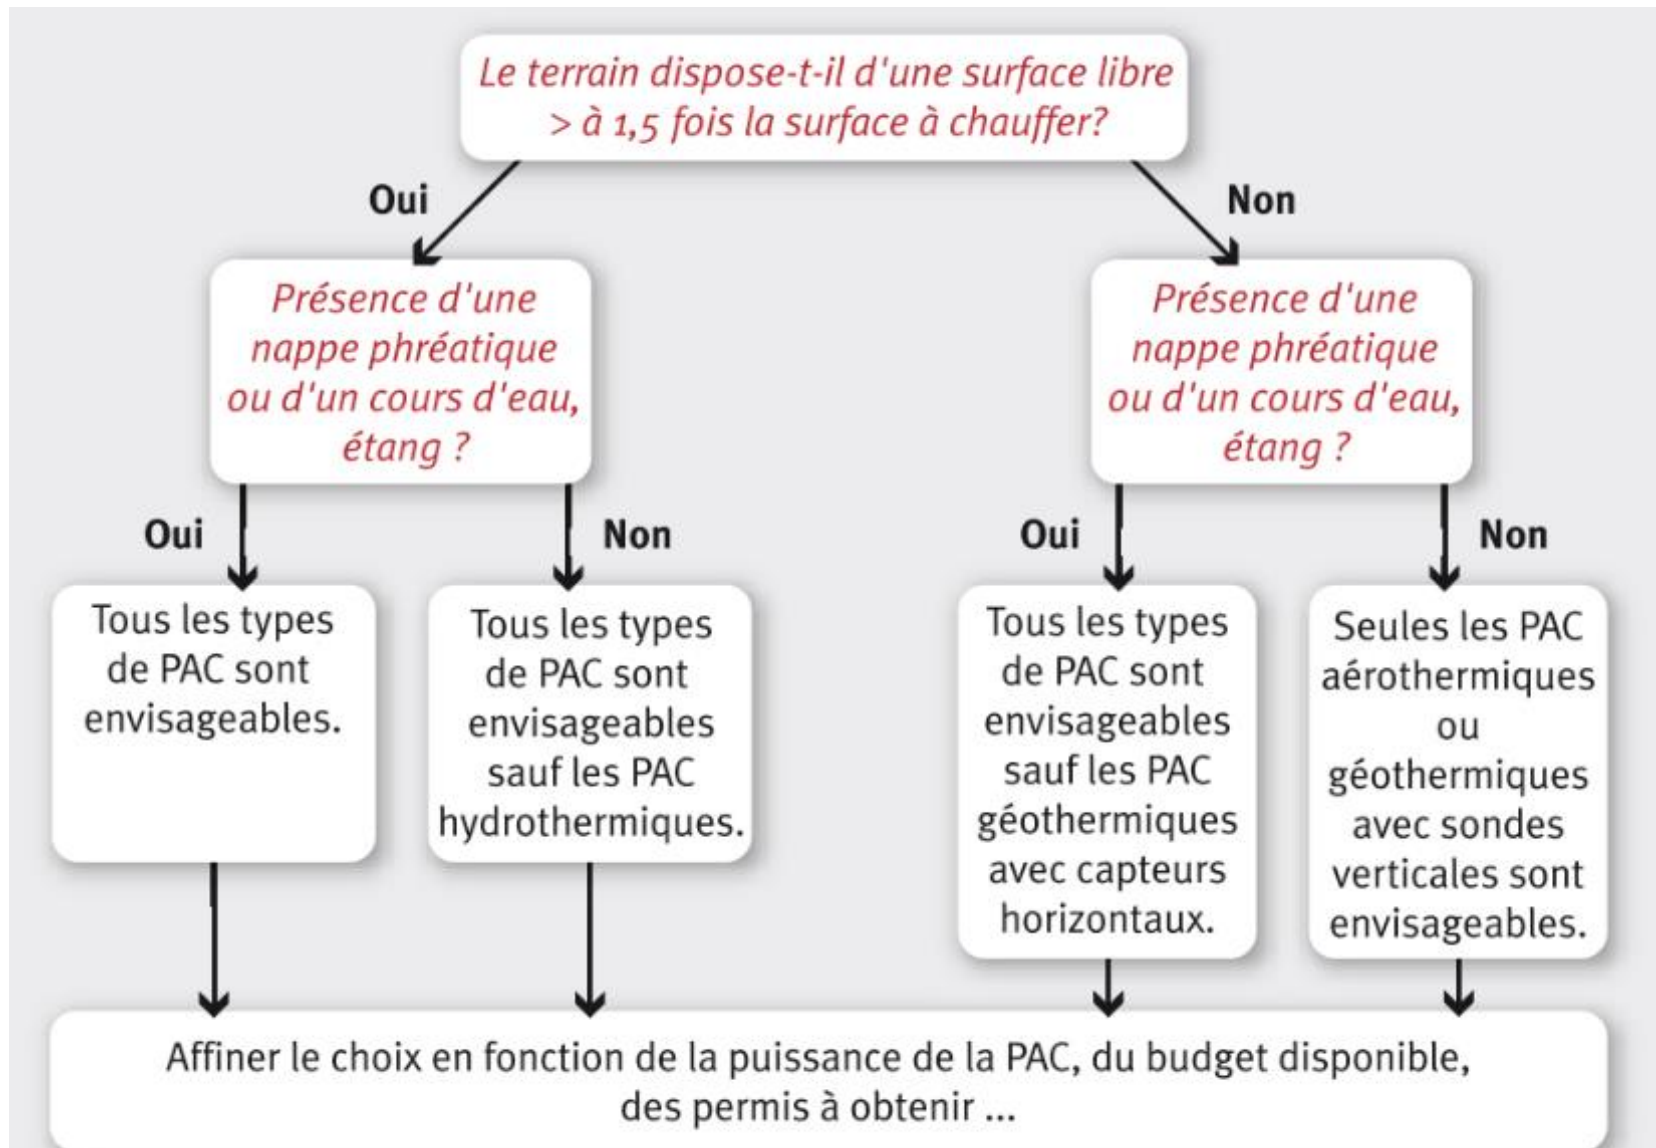 Le terrain dispose-t-il d'une surface libre
> à 1,5 fois la surface à chauffer?
Oui
Non
Présence d'une
nappe phréatique
ou d'un cours d'eau,
étang ?
Présence d'une
nappe phréatique
ou d'un cours d'eau,
étang ?
Oui
Non
Oui
Non
Tous les types
de PAC sont
envisageables.
Tous les types
de PAC sont
envisageables
sauf les PAC
hydrothermiques.
Tous les types
de PAC sont
envisageables
sauf les PAC
géothermiques
avec capteurs
horizontaux.
Seules les PAC
aérothermiques
ou
géothermiques
avec sondes
verticales sont
envisageables.
Affiner le choix en fonction de la puissance de la PAC, du budget disponible,
des permis à obtenir ...